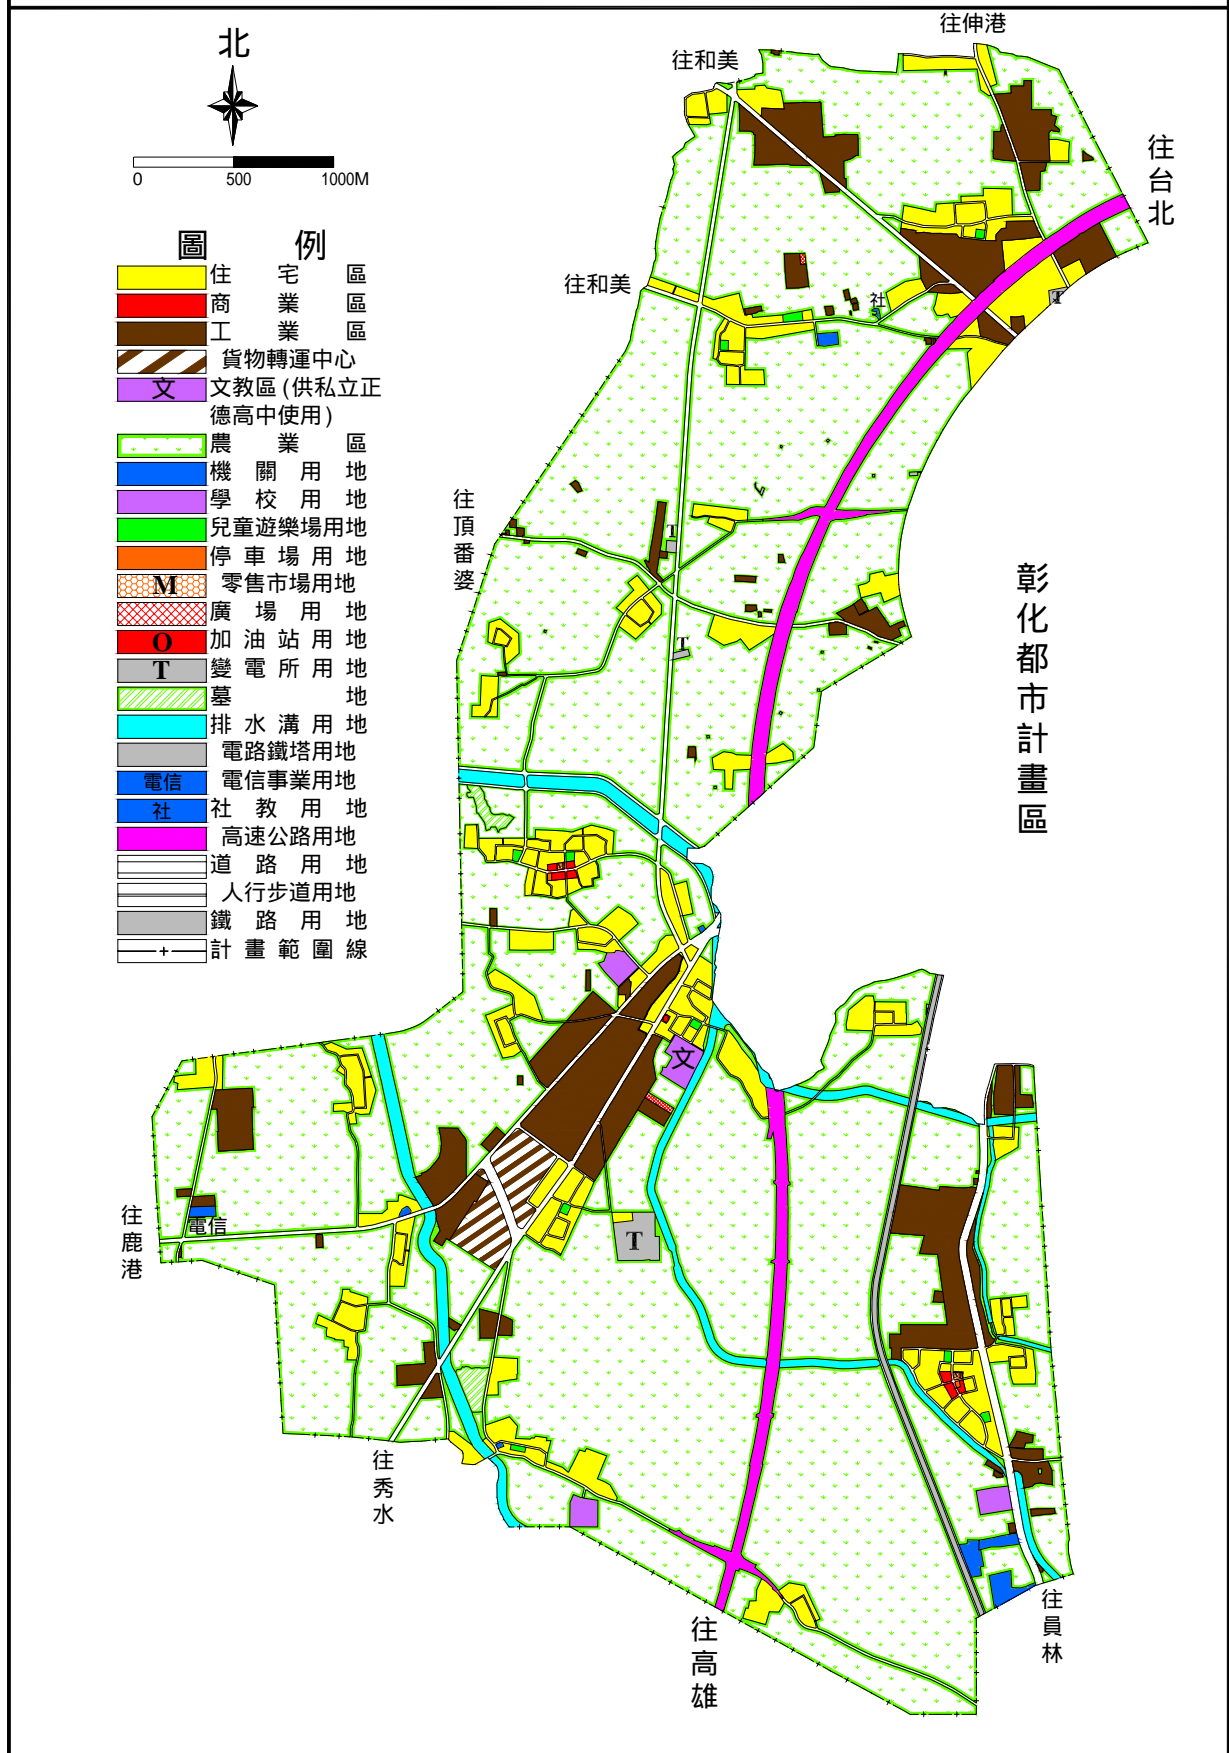 往伸港
北
往和美
往台北
0 500 1000M
圖 例
往和美
住宅區
商業區
工業區
貨物轉運中心
文 文教區(供私立正
德高中使用)
農業區
機關用地
學校用地
兒童遊樂場用地
停車場用地
M 零售市場用地
廣場用地
O 加油站用地
T 變電所用地
墓地
排水溝用地
電路鐵塔用地
電信 電信事業用地
社 社教用地
高速公路用地
道路用地
人行步道用地
鐵路用地
計畫範圍線
社
T
往頂番婆
T
彰化都市計畫區
T
文
往鹿港
電信
T
往秀水
往員林
往高雄